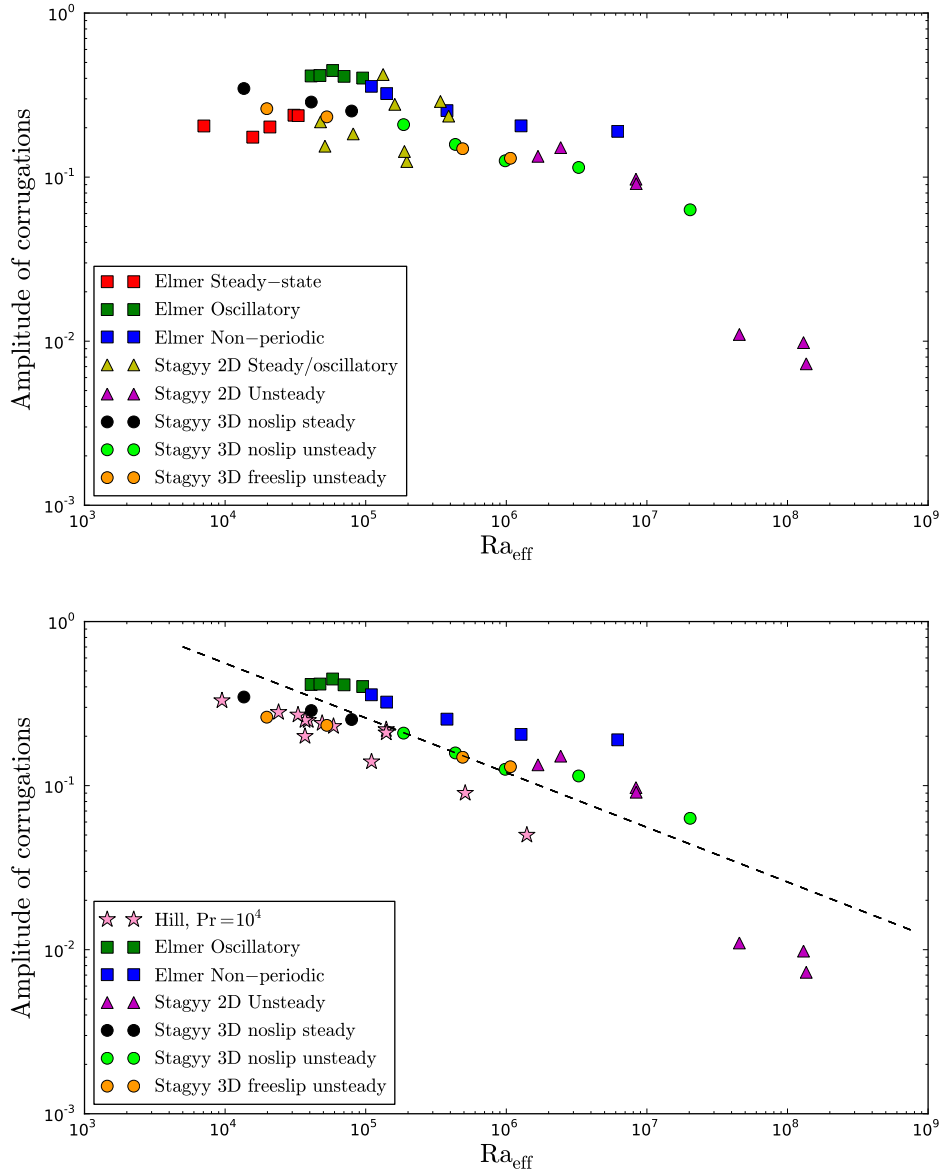 10^0
10^-1
10^-2
10^-3
Amplitude of corrugations
Elmer Steady−state
Elmer Oscillatory
Elmer Non−periodic
Stagyy 2D Steady/oscillatory
Stagyy 2D Unsteady
Stagyy 3D noslip steady
Stagyy 3D noslip unsteady
Stagyy 3D freeslip unsteady
10^3 10^4 10^5 10^6 10^7 10^8 10^9
Ra_eff
10^0
10^-1
10^-2
10^-3
Amplitude of corrugations
Hill, Pr=10^4
Elmer Oscillatory
Elmer Non−periodic
Stagyy 2D Unsteady
Stagyy 3D noslip steady
Stagyy 3D noslip unsteady
Stagyy 3D freeslip unsteady
10^3 10^4 10^5 10^6 10^7 10^8 10^9
Ra_eff